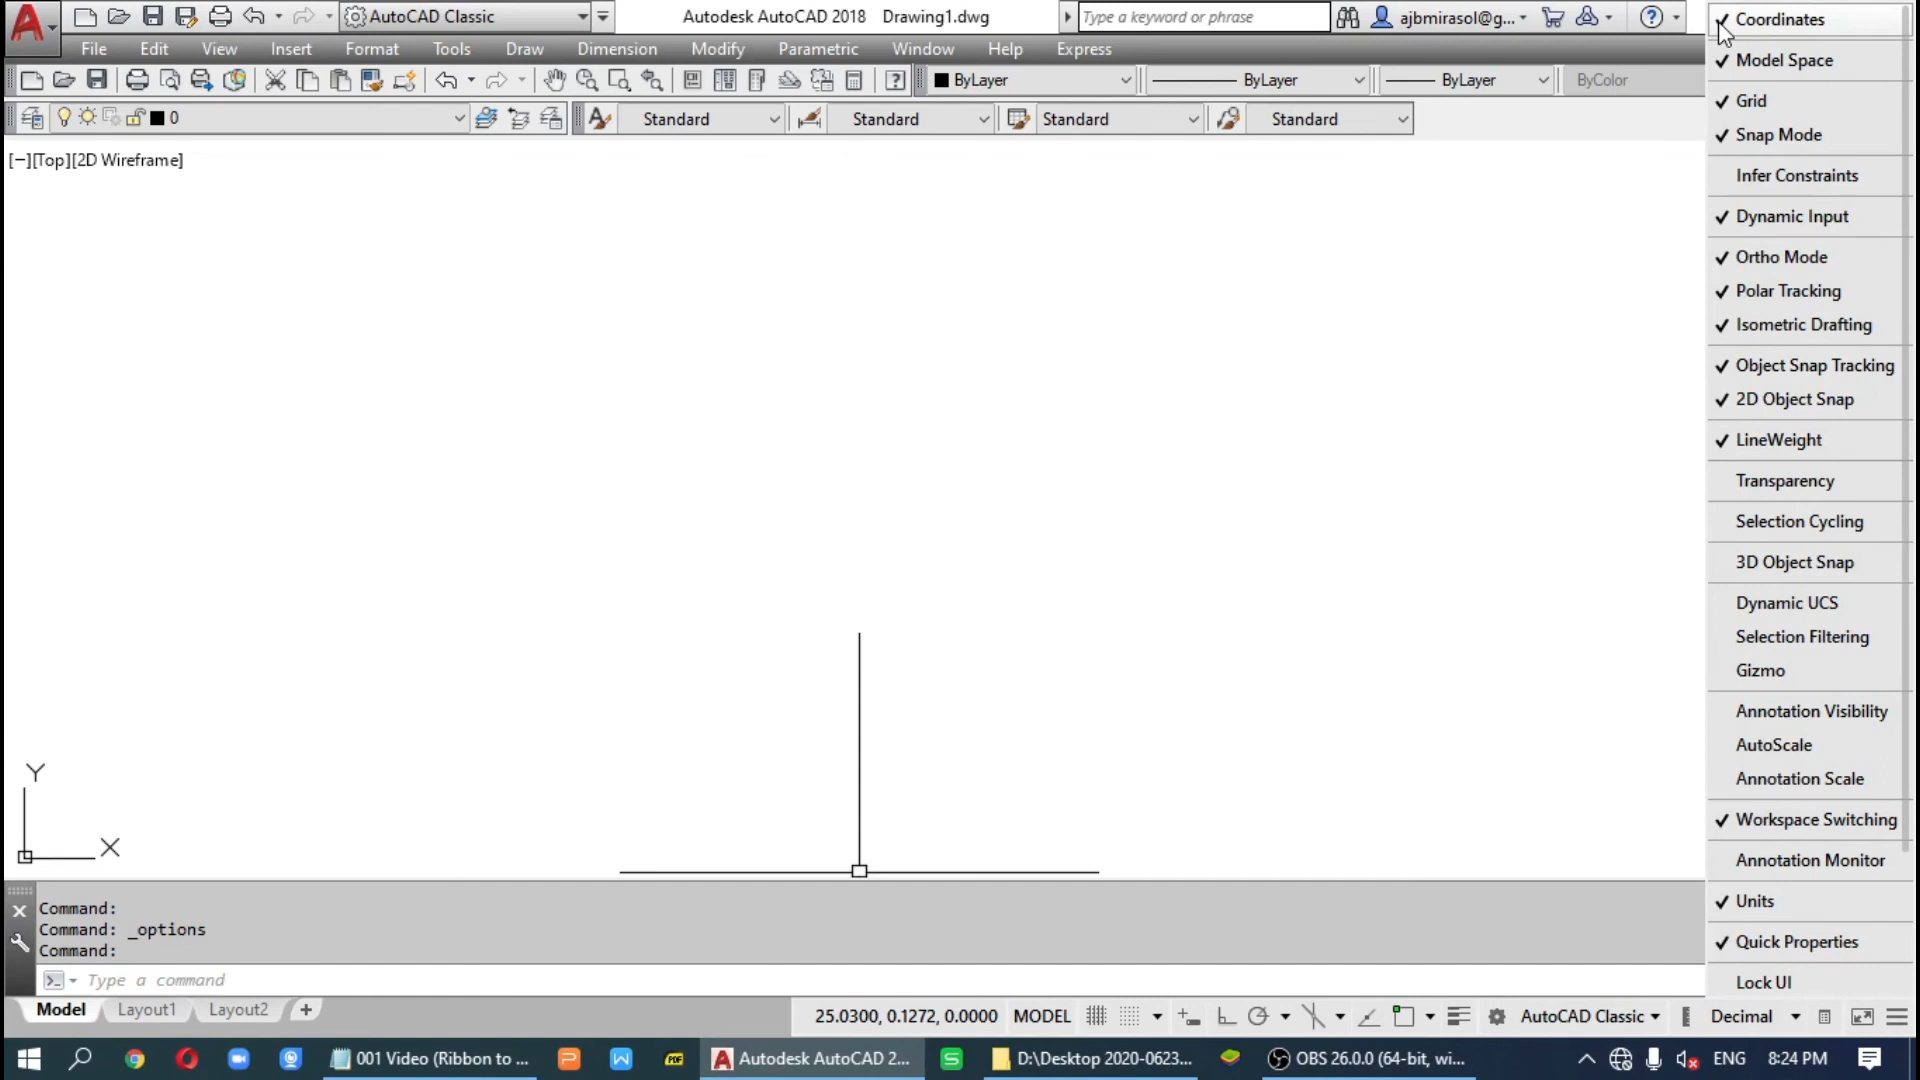 AutoCAD Classic
Autodesk AutoCAD 2018 Drawing1.dwg
Type a keyword or phrase
ajbmirasol@g...
File Edit View Insert Format Tools Draw Dimension Modify Parametric Window Help Express
ByLayer ByLayer ByLayer ByColor
0 Standard Standard Standard Standard
[−][Top][2D Wireframe]
Coordinates
Model Space
Grid
Snap Mode
Infer Constraints
Dynamic Input
Ortho Mode
Polar Tracking
Isometric Drafting
Object Snap Tracking
2D Object Snap
LineWeight
Transparency
Selection Cycling
3D Object Snap
Dynamic UCS
Selection Filtering
Gizmo
Annotation Visibility
AutoScale
Annotation Scale
Workspace Switching
Annotation Monitor
Units
Quick Properties
Lock UI
Y
X
Command:
Command: _options
Command:
Type a command
Model Layout1 Layout2 +
25.0300, 0.1272, 0.0000 MODEL AutoCAD Classic Decimal
001 Video (Ribbon to ... PDF Autodesk AutoCAD 2... D:\Desktop 2020-0623... OBS 26.0.0 (64-bit, wi... ENG 8:24 PM